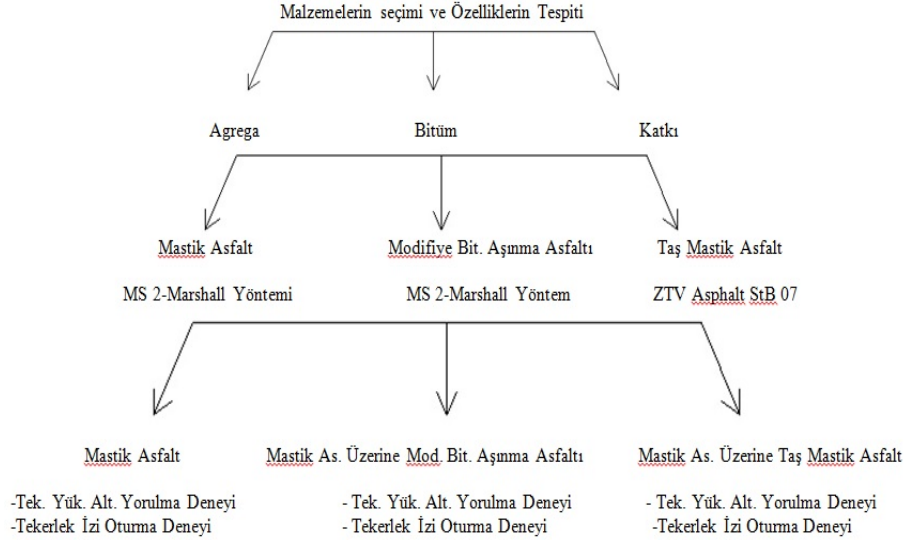 Malzemelerin seçimi ve Özelliklerin Tespiti
Agrega Bitüm Katkı
Mastik Asfalt Modifiye Bit. Aşınma Asfaltı Taş Mastik Asfalt
MS 2-Marshall Yöntemi MS 2-Marshall Yöntem ZTV Asphalt StB 07
Mastik Asfalt Mastik As. Üzerine Mod. Bit. Aşınma Asfaltı Mastik As. Üzerine Taş Mastik Asfalt
-Tek. Yük. Alt. Yorulma Deneyi - Tek. Yük. Alt. Yorulma Deneyi - Tek. Yük. Alt. Yorulma Deneyi
-Tekerlek İzi Oturma Deneyi - Tekerlek İzi Oturma Deneyi -Tekerlek İzi Oturma Deneyi